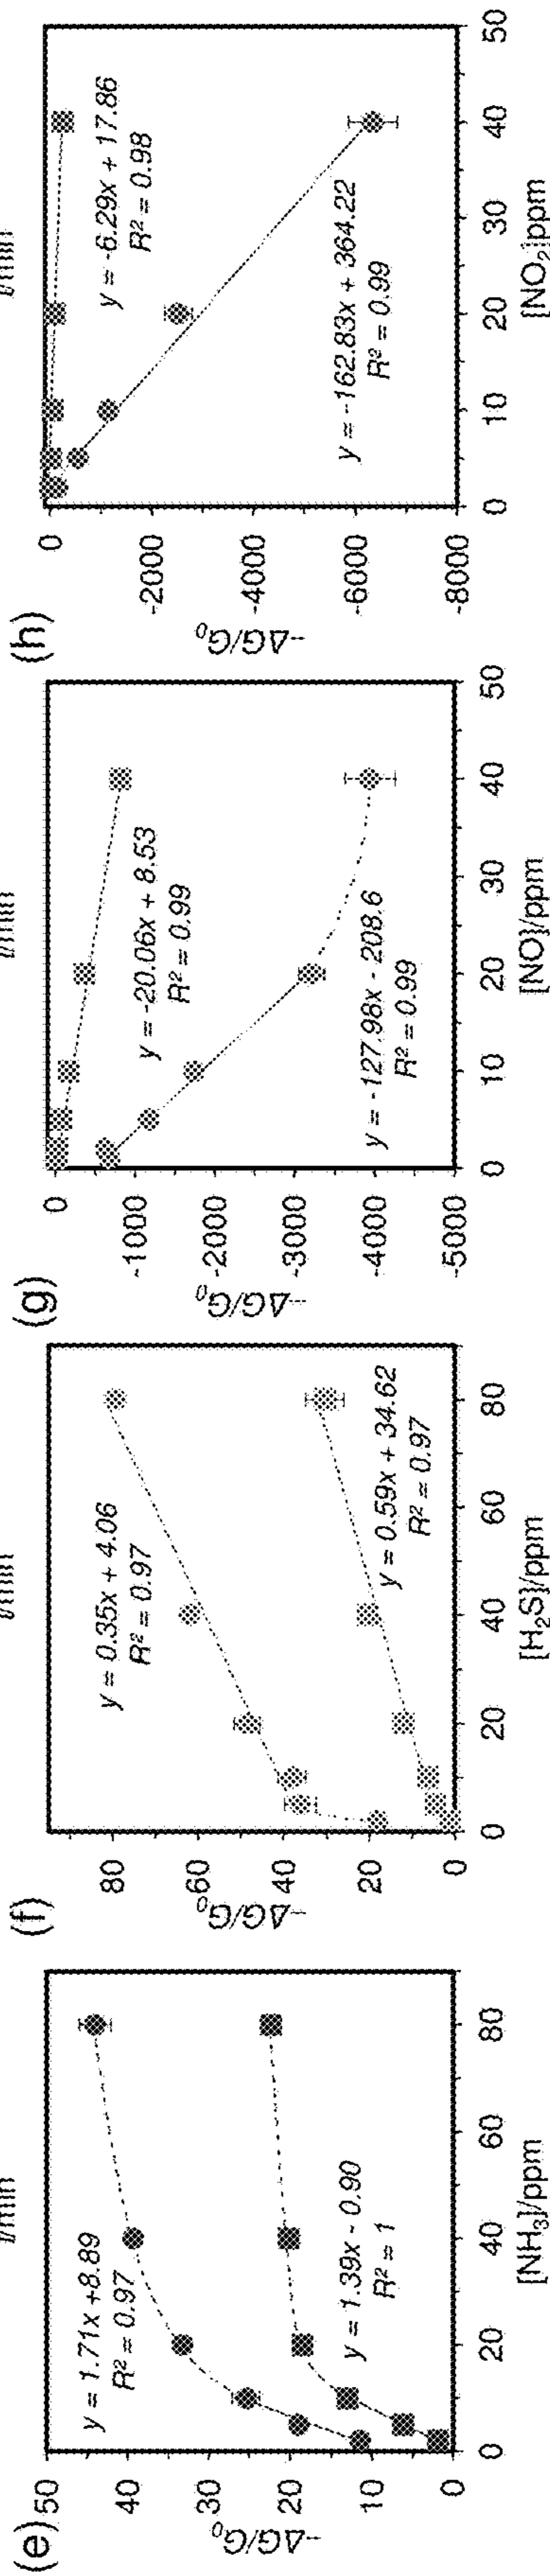 t/min
(e)
50
40
30
20
10
0
-ΔG/G₀
y = 1.71x +8.89
R² = 0.97
y = 1.39x - 0.90
R² = 1
0 20 40 60 80
[NH₃]/ppm
t/min
(f)
80
60
40
20
0
-ΔG/G₀
y = 0.35x + 4.06
R² = 0.97
y = 0.59x + 34.62
R² = 0.97
0 20 40 60 80
[H₂S]/ppm
t/min
(g)
0
-1000
-2000
-3000
-4000
-5000
-ΔG/G₀
y = -20.06x + 8.53
R² = 0.99
y = -127.98x - 208.6
R² = 0.99
0 10 20 30 40 50
[NO]/ppm
t/min
(h)
0
-2000
-4000
-6000
-8000
-ΔG/G₀
y = -6.29x + 17.86
R² = 0.98
y = -162.83x + 364.22
R² = 0.99
0 10 20 30 40 50
[NO₂]ppm